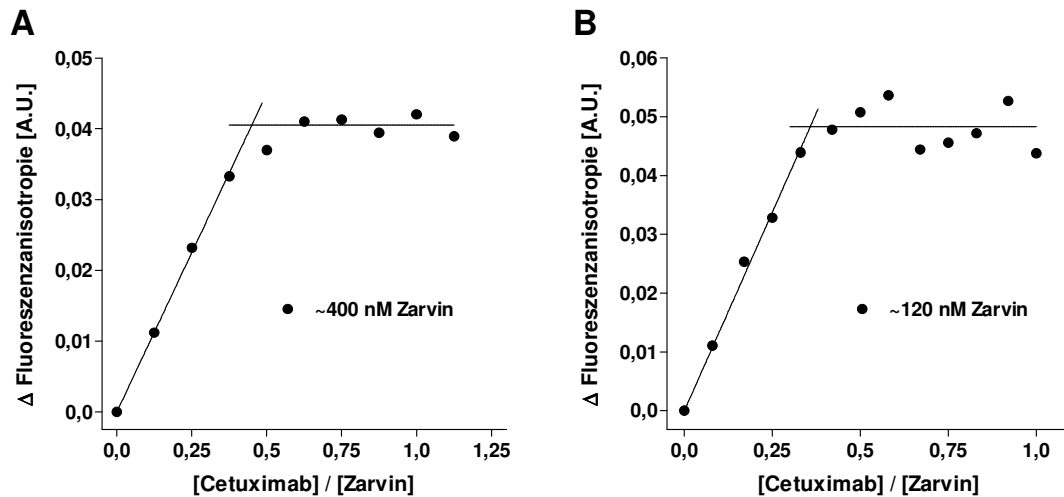 A
Δ Fluoreszenzanisotropie [A.U.]
0,05
0,04
0,03
0,02
0,01
0,0
~400 nM Zarvin
0,0 0,25 0,5 0,75 1,0 1,25
[Cetuximab] / [Zarvin]
B
Δ Fluoreszenzanisotropie [A.U.]
0,06
0,05
0,04
0,03
0,02
0,01
0,0
~120 nM Zarvin
0,0 0,25 0,5 0,75 1,0
[Cetuximab] / [Zarvin]